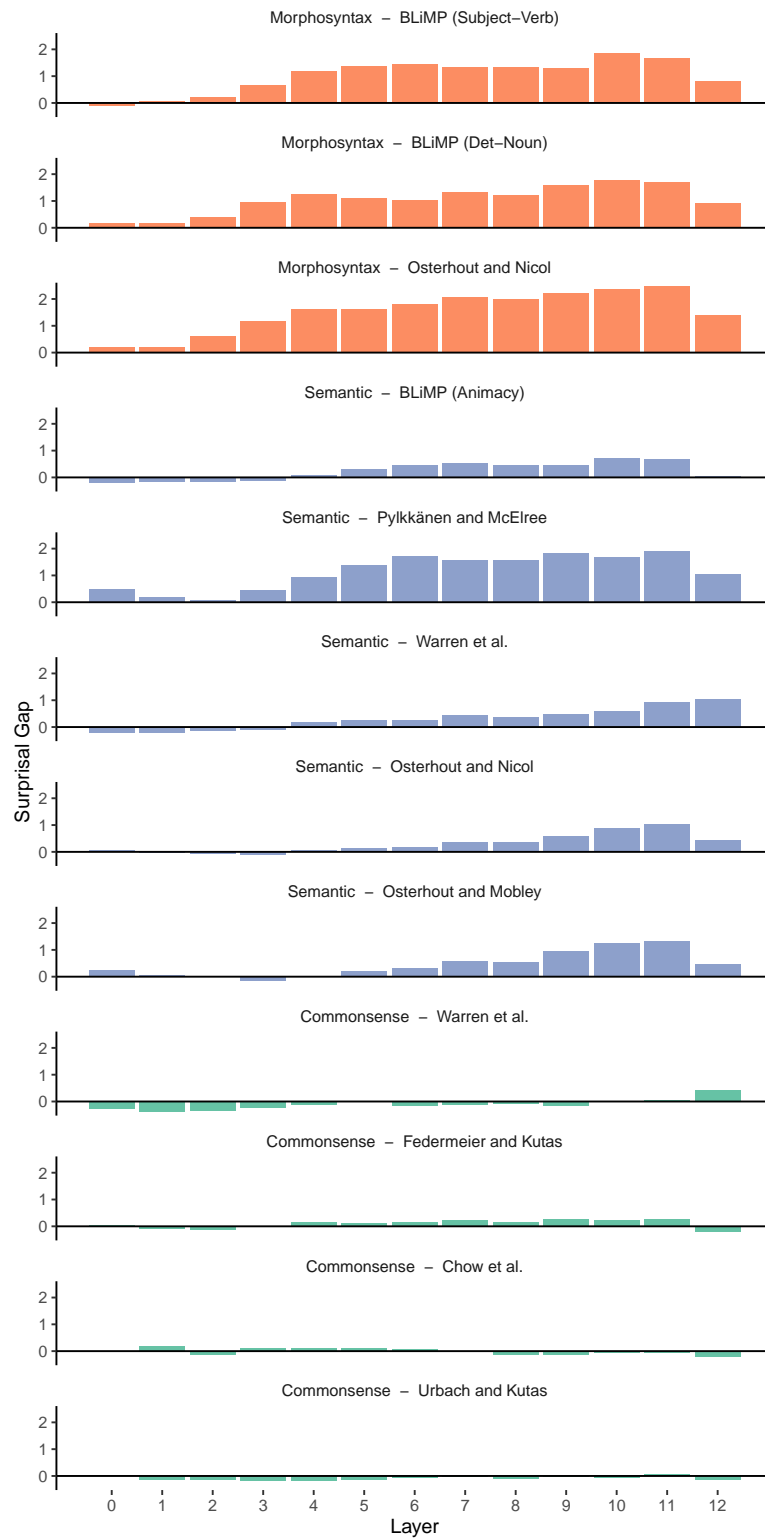 Morphosyntax − BLiMP (Subject−Verb)
2
1
0
Morphosyntax − BLiMP (Det−Noun)
2
1
0
Morphosyntax − Osterhout and Nicol
2
1
0
Semantic − BLiMP (Animacy)
2
1
0
Semantic − Pylkkänen and McElree
2
1
0
Semantic − Warren et al.
2
1
0
Semantic − Osterhout and Nicol
2
1
0
Semantic − Osterhout and Mobley
2
1
0
Commonsense − Warren et al.
2
1
0
Commonsense − Federmeier and Kutas
2
1
0
Commonsense − Chow et al.
2
1
0
Commonsense − Urbach and Kutas
2
1
0
0 1 2 3 4 5 6 7 8 9 10 11 12
Layer
Surprisal Gap